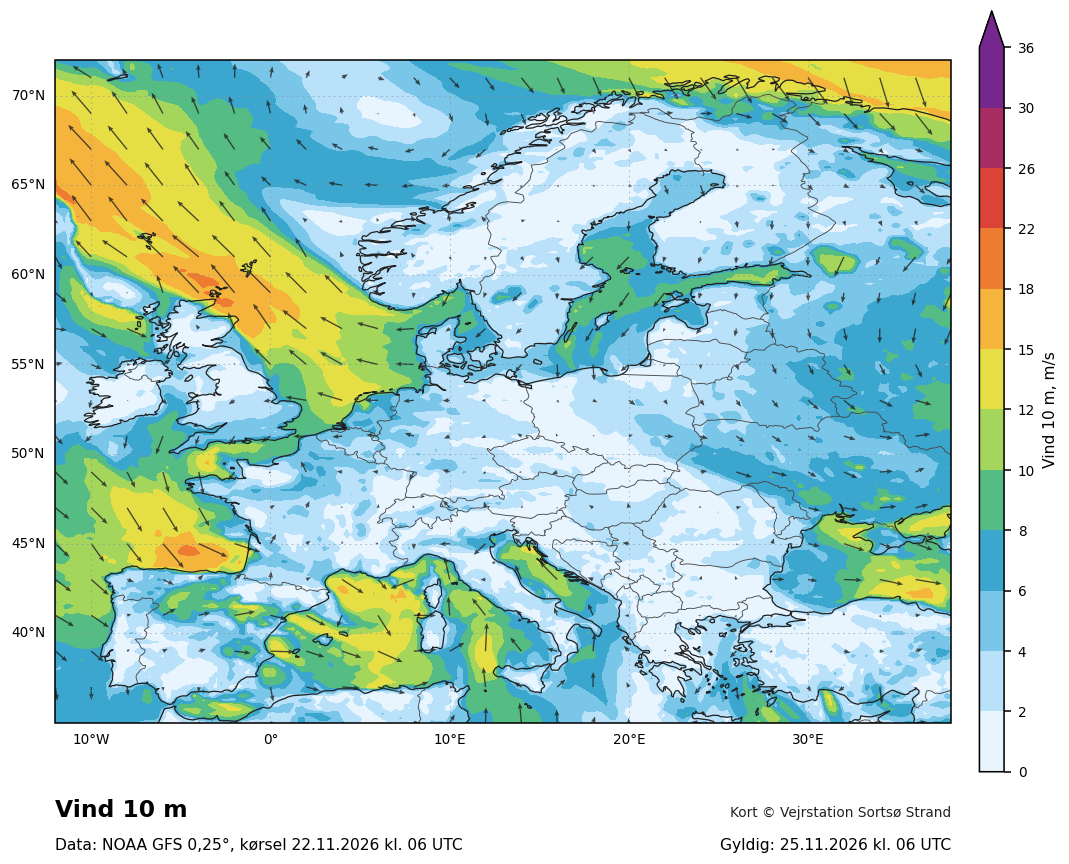 36
30
26
22
18
15
12
10
8
6
4
2
0
Vind 10 m, m/s
70°N
65°N
60°N
55°N
50°N
45°N
40°N
10°W
0°
10°E
20°E
30°E
Vind 10 m
Kort © Vejrstation Sortsø Strand
Data: NOAA GFS 0,25°, kørsel 22.11.2026 kl. 06 UTC
Gyldig: 25.11.2026 kl. 06 UTC